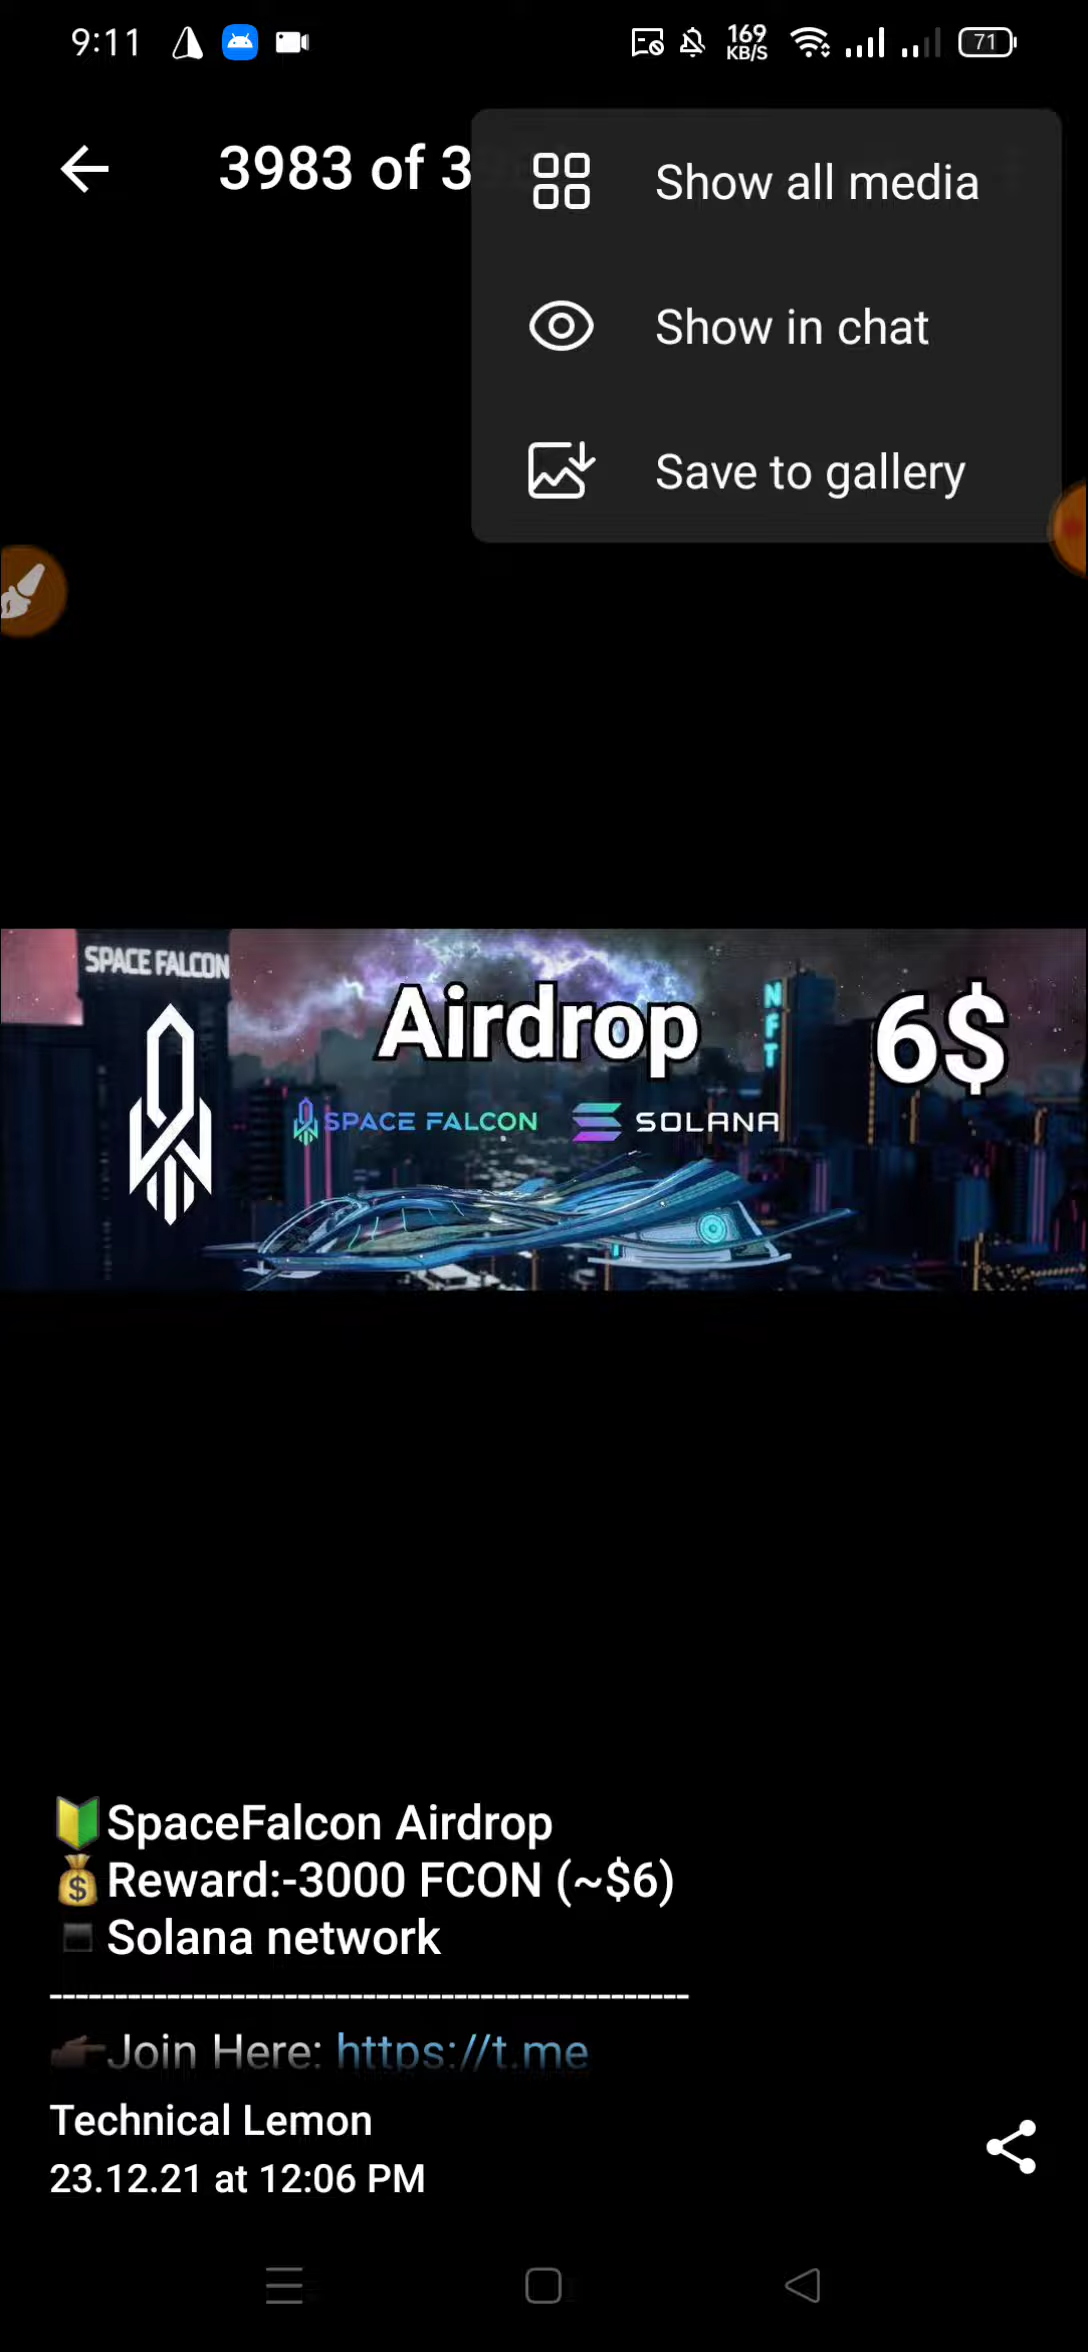 9:11
169
KB/S
71
3983 of 3
Show all media
Show in chat
Save to gallery
SPACE FALCON
Airdrop
NFT
6$
SPACE FALCON
SOLANA
🔰SpaceFalcon Airdrop
💰Reward:-3000 FCON (~$6)
▪️Solana network
-------------------------------------------------
👉🏿Join Here: https://t.me
Technical Lemon
23.12.21 at 12:06 PM